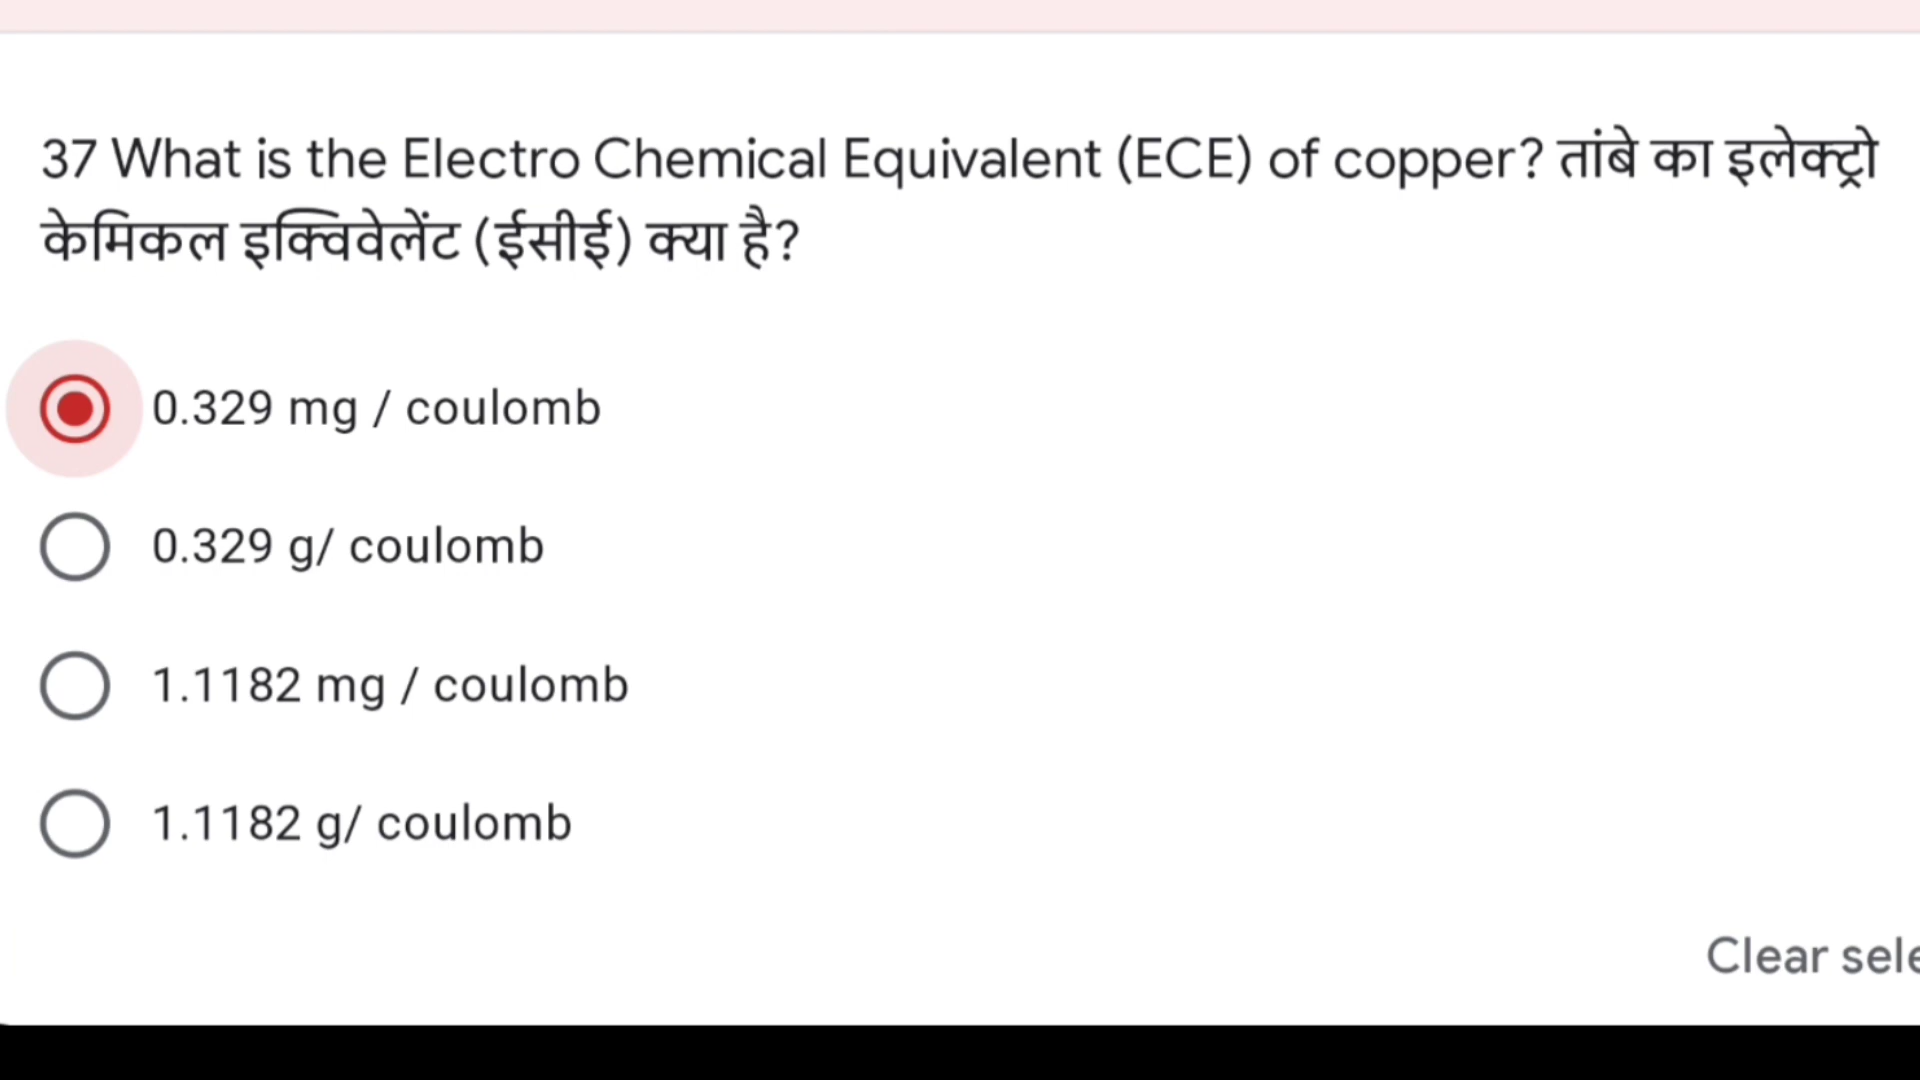 37 What is the Electro Chemical Equivalent (ECE) of copper? तांबे का इलेक्ट्रो
केमिकल इक्विवेलेंट (ईसीई) क्या है?
0.329 mg / coulomb
0.329 g/ coulomb
1.1182 mg / coulomb
1.1182 g/ coulomb
Clear sele